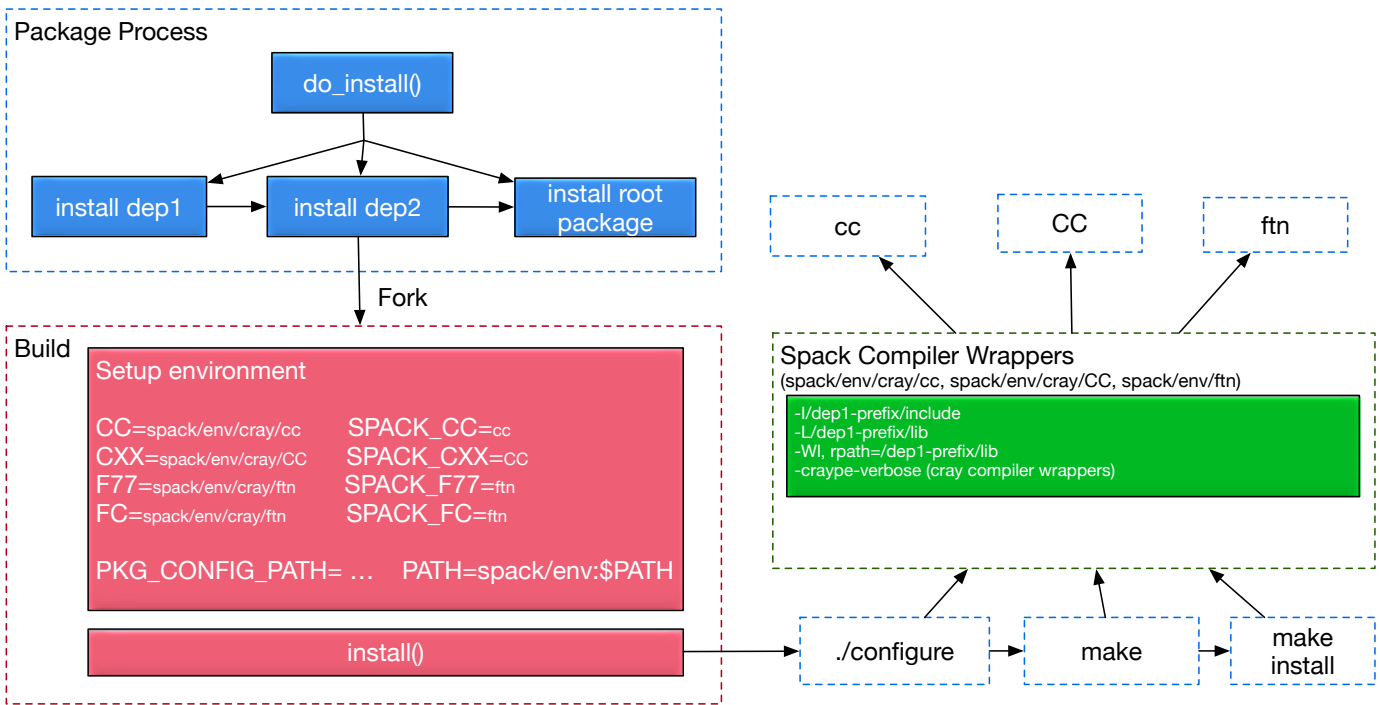 Package Process
do_install()
install dep1
install dep2
install root
package
Fork
Build
Setup environment
CC=spack/env/cray/cc SPACK_CC=cc
CXX=spack/env/cray/CC SPACK_CXX=CC
F77=spack/env/cray/ftn SPACK_F77=ftn
FC=spack/env/cray/ftn SPACK_FC=ftn
PKG_CONFIG_PATH= … PATH=spack/env:$PATH
install()
cc
CC
ftn
Spack Compiler Wrappers
(spack/env/cray/cc, spack/env/cray/CC, spack/env/ftn)
-I/dep1-prefix/include
-L/dep1-prefix/lib
-Wl, rpath=/dep1-prefix/lib
-craype-verbose (cray compiler wrappers)
./configure
make
make
install